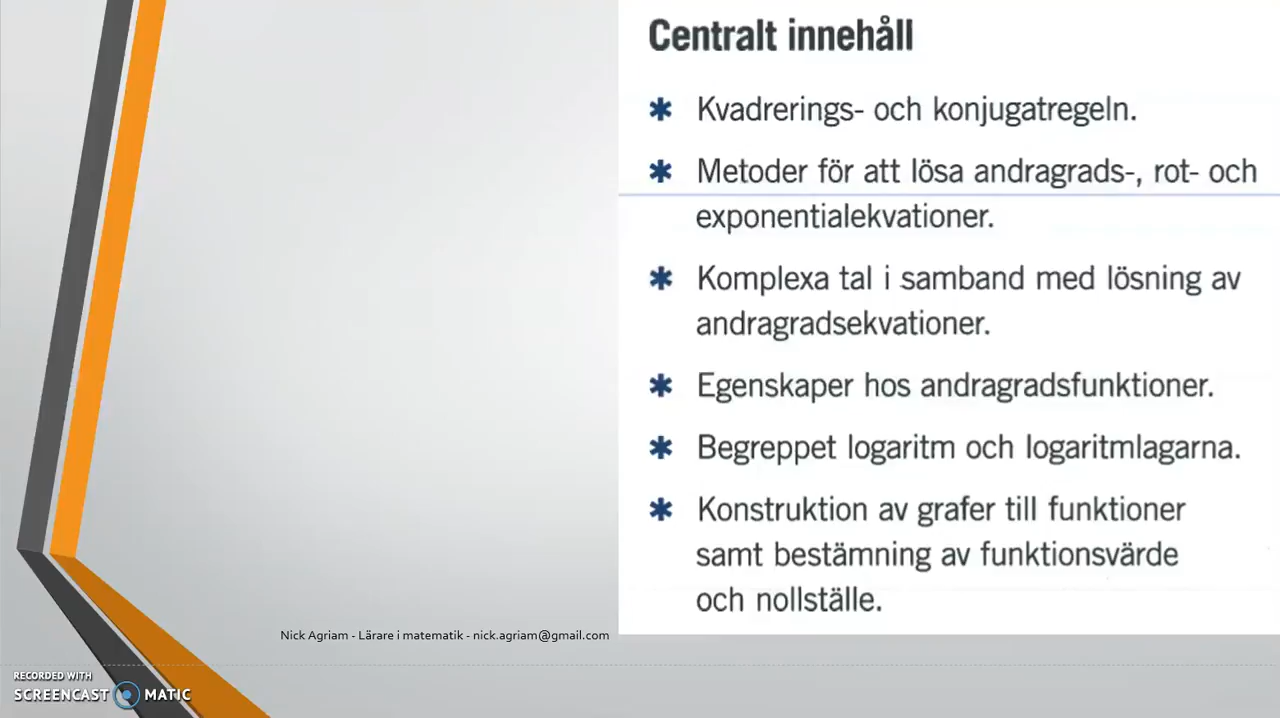 Centralt innehåll
✱ Kvadrerings- och konjugatregeln.
✱ Metoder för att lösa andragrads-, rot- och
exponentialekvationer.
✱ Komplexa tal i samband med lösning av
andragradsekvationer.
✱ Egenskaper hos andragradsfunktioner.
✱ Begreppet logaritm och logaritmlagarna.
✱ Konstruktion av grafer till funktioner
samt bestämning av funktionsvärde
och nollställe.
Nick Agriam - Lärare i matematik - nick.agriam@gmail.com
RECORDED WITH
SCREENCAST MATIC